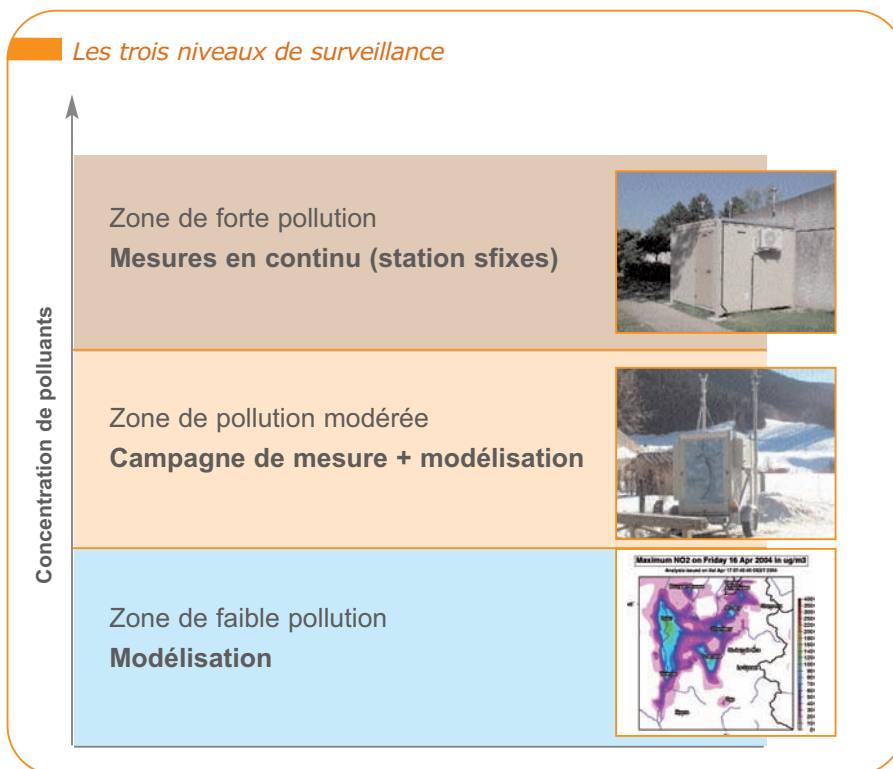 Les trois niveaux de surveillance
Concentration de polluants
Zone de forte pollution
Mesures en continu (station sfixes)
Zone de pollution modérée
Campagne de mesure + modélisation
Zone de faible pollution
Modélisation
Maximum NO2 on Friday 16 Apr 2004 in ug/m3